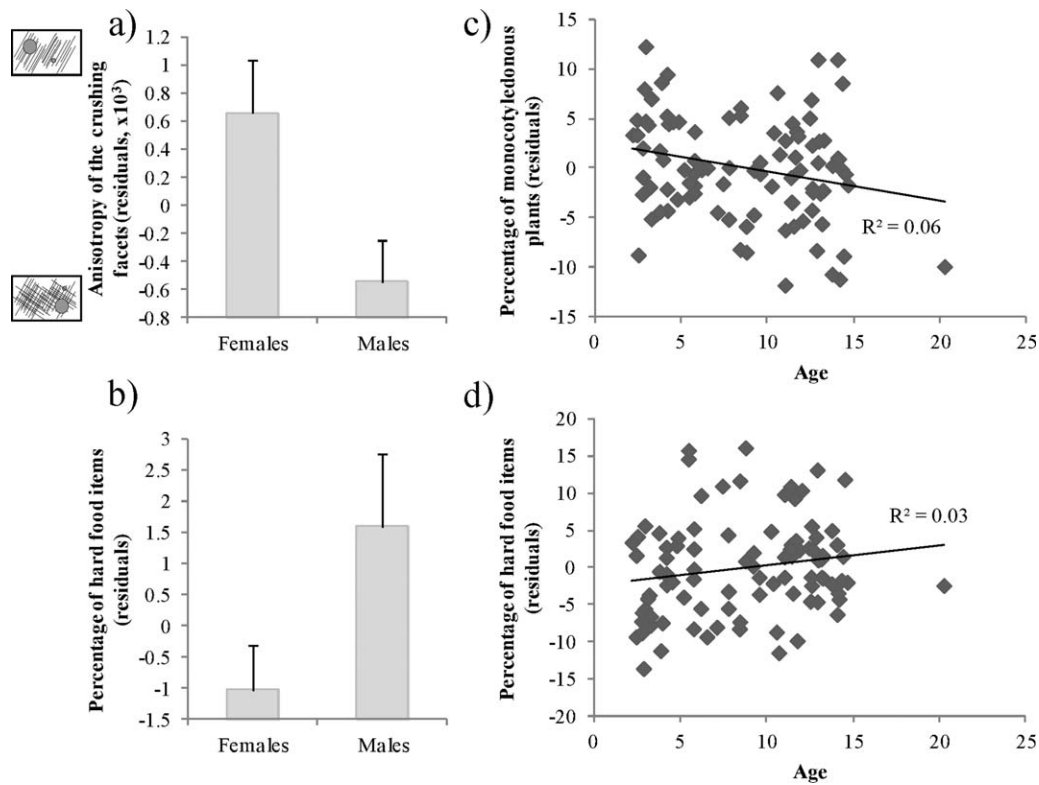 a)
Anisotropy of the crushing
facets (residuals, x10³)
1.2
1
0.8
0.6
0.4
0.2
0
-0.2
-0.4
-0.6
-0.8
Females Males
c)
Percentage of monocotyledonous
plants (residuals)
15
10
5
0
-5
-10
-15
R² = 0.06
0 5 10 15 20 25
Age
b)
Percentage of hard food items
(residuals)
3
2.5
2
1.5
1
0.5
0
-0.5
-1
-1.5
Females Males
d)
Percentage of hard food items
(residuals)
20
15
10
5
0
-5
-10
-15
-20
R² = 0.03
0 5 10 15 20 25
Age